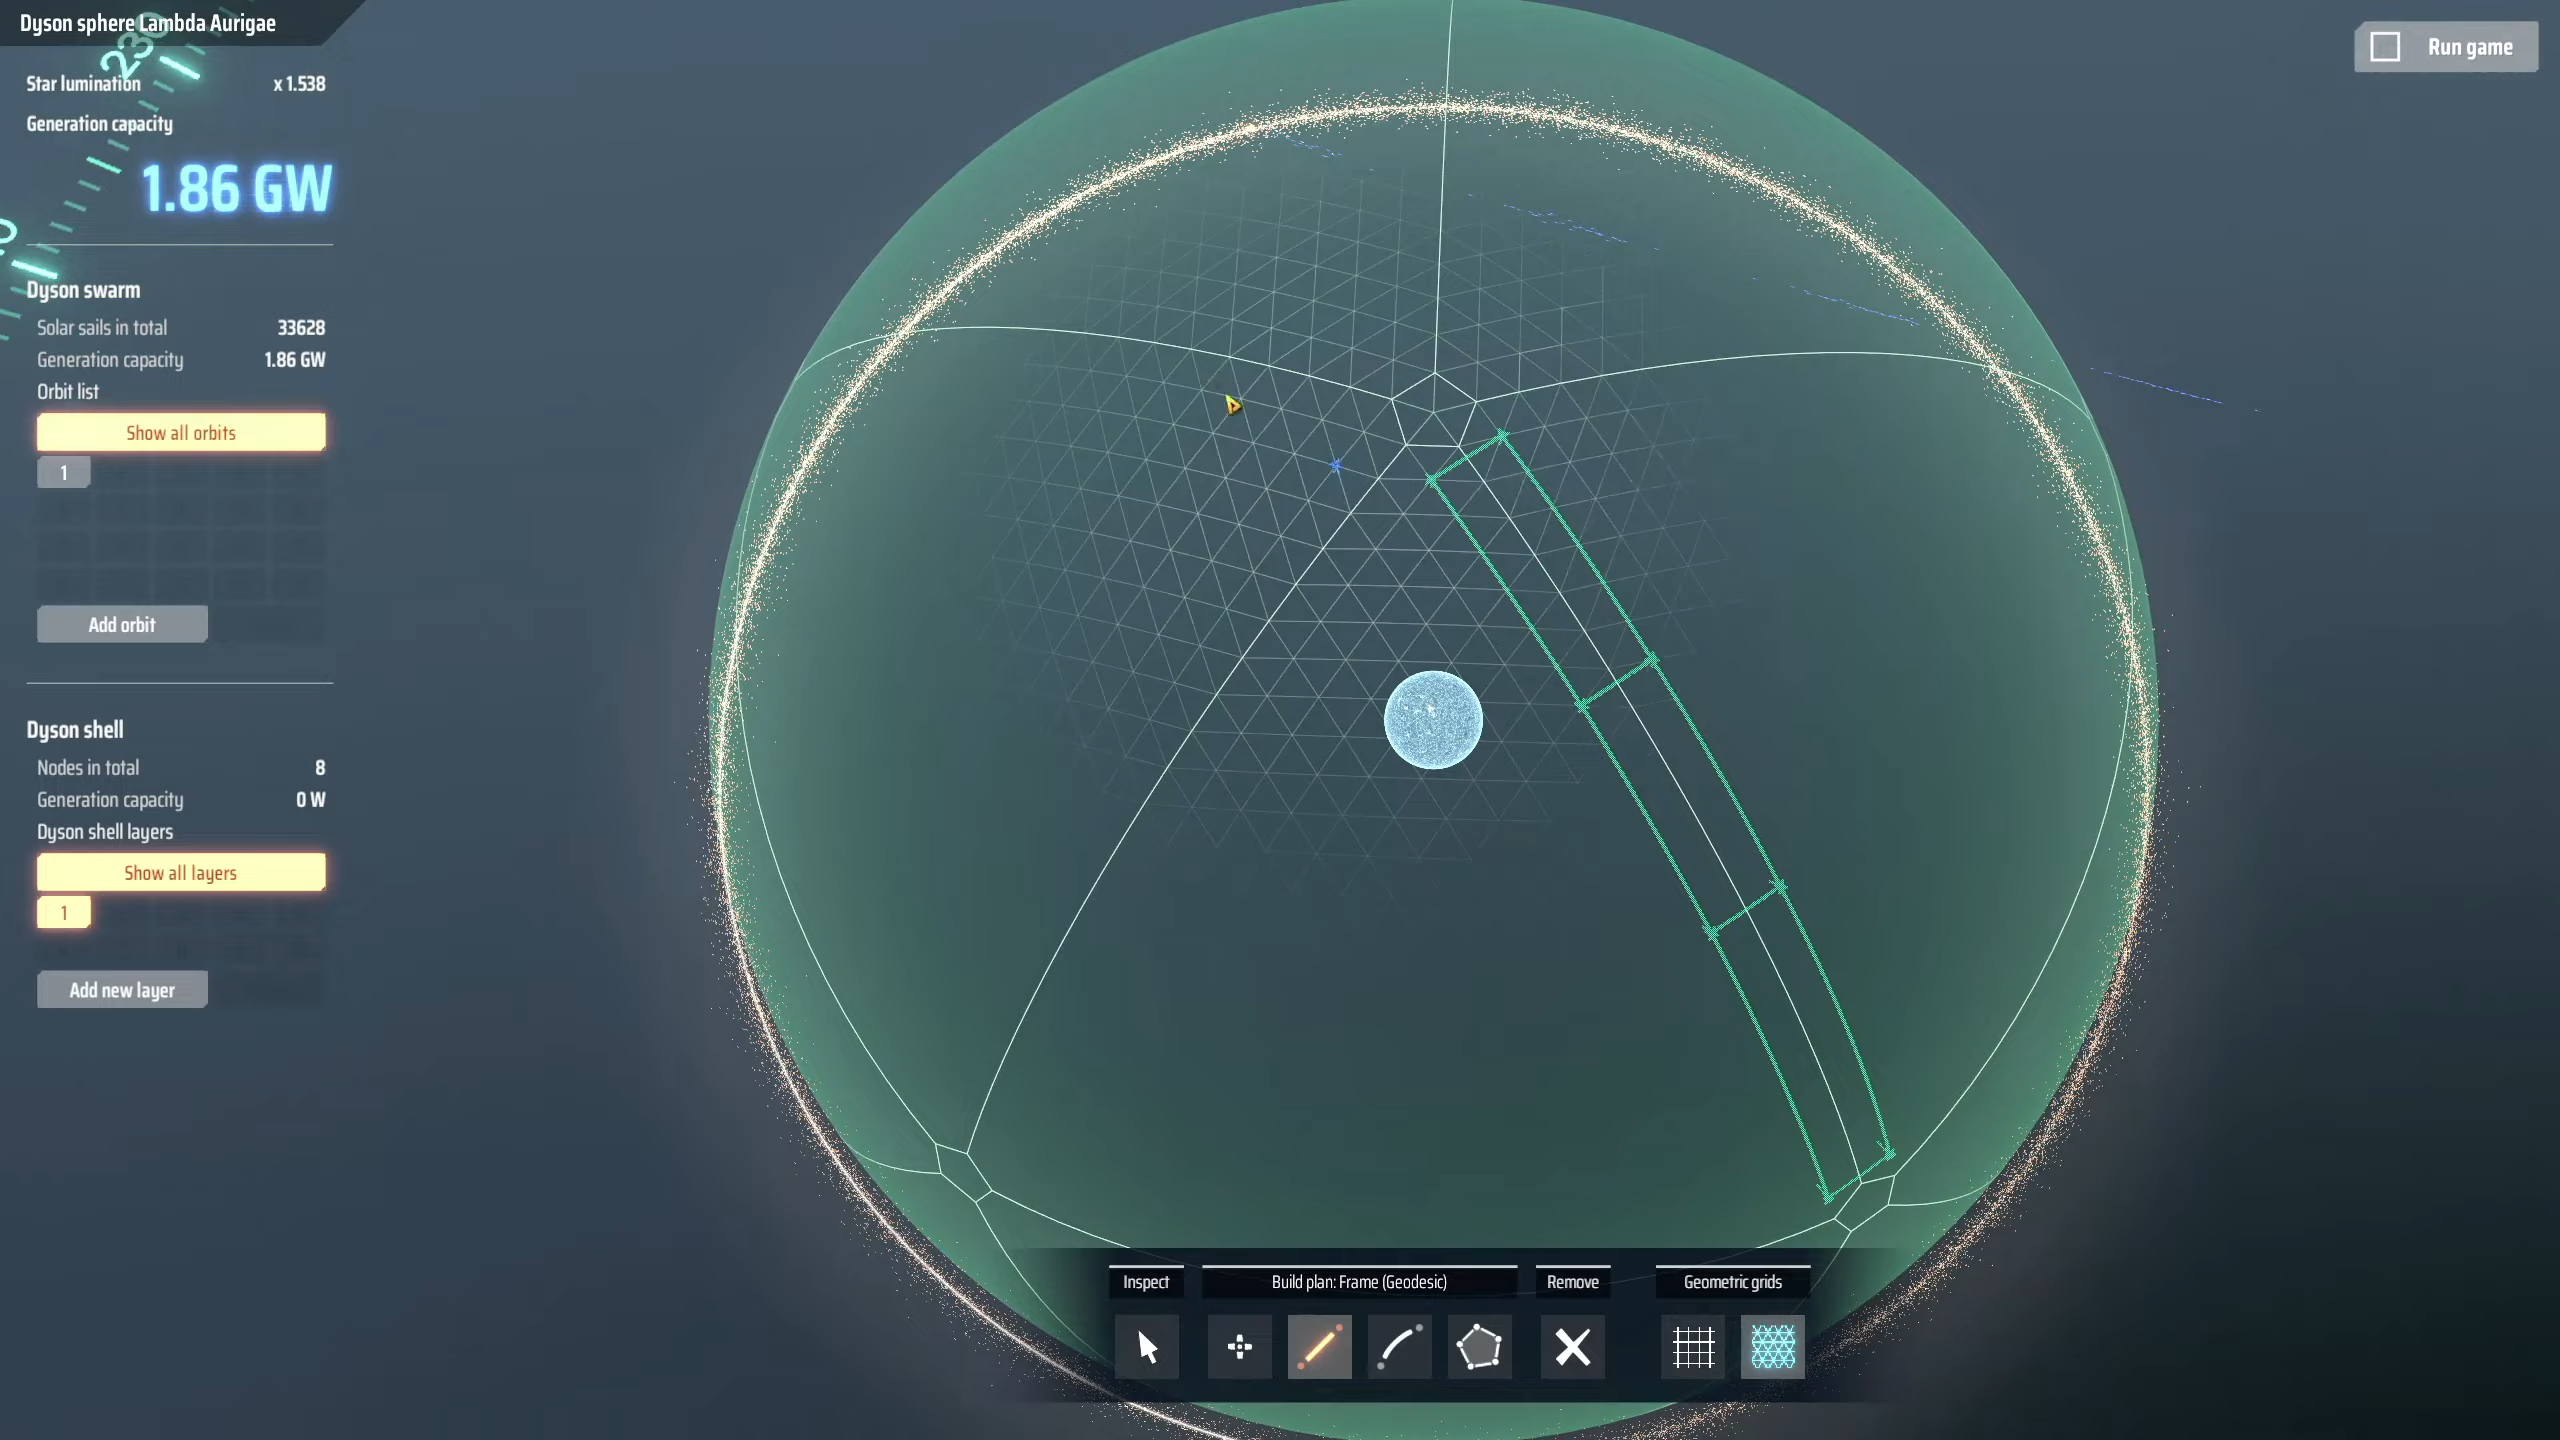 Dyson sphere Lambda Aurigae
230
Star lumination x 1.538
Generation capacity
1.86 GW
Dyson swarm
Solar sails in total 33628
Generation capacity 1.86 GW
Orbit list
Show all orbits
1
Add orbit
Dyson shell
Nodes in total 8
Generation capacity 0 W
Dyson shell layers
Show all layers
1
Add new layer
Run game
Inspect
Build plan: Frame (Geodesic)
Remove
Geometric grids